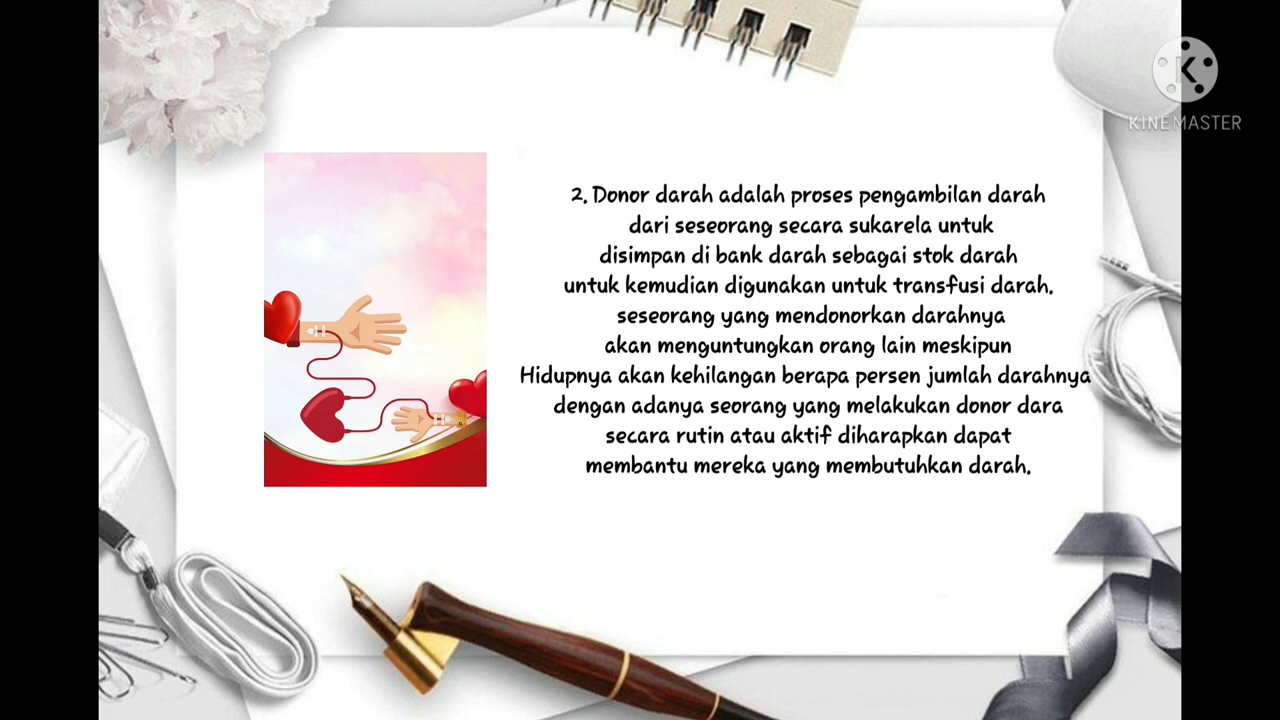 KINEMASTER
2. Donor darah adalah proses pengambilan darah
dari seseorang secara sukarela untuk
disimpan di bank darah sebagai stok darah
untuk kemudian digunakan untuk transfusi darah.
seseorang yang mendonorkan darahnya
akan menguntungkan orang lain meskipun
Hidupnya akan kehilangan berapa persen jumlah darahnya
dengan adanya seorang yang melakukan donor dara
secara rutin atau aktif diharapkan dapat
membantu mereka yang membutuhkan darah.